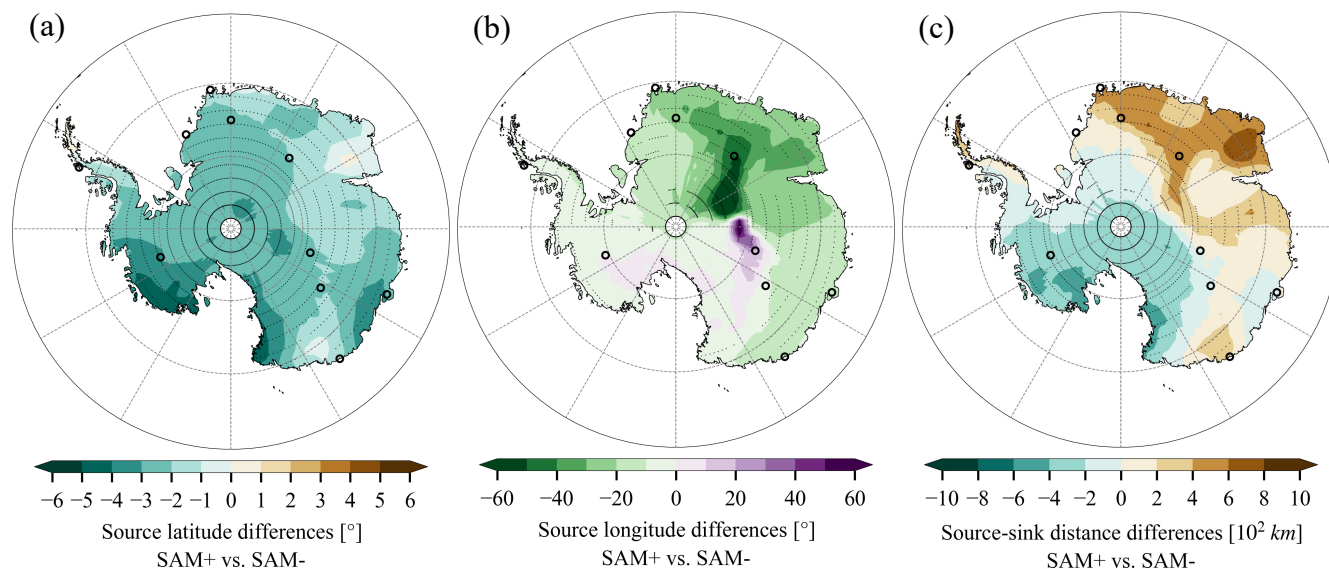 (a) (b) (c)
−6 −5 −4 −3 −2 −1 0 1 2 3 4 5 6
Source latitude differences [°]
SAM+ vs. SAM-
−60 −40 −20 0 20 40 60
Source longitude differences [°]
SAM+ vs. SAM-
−10 −8 −6 −4 −2 0 2 4 6 8 10
Source-sink distance differences [10² km]
SAM+ vs. SAM-